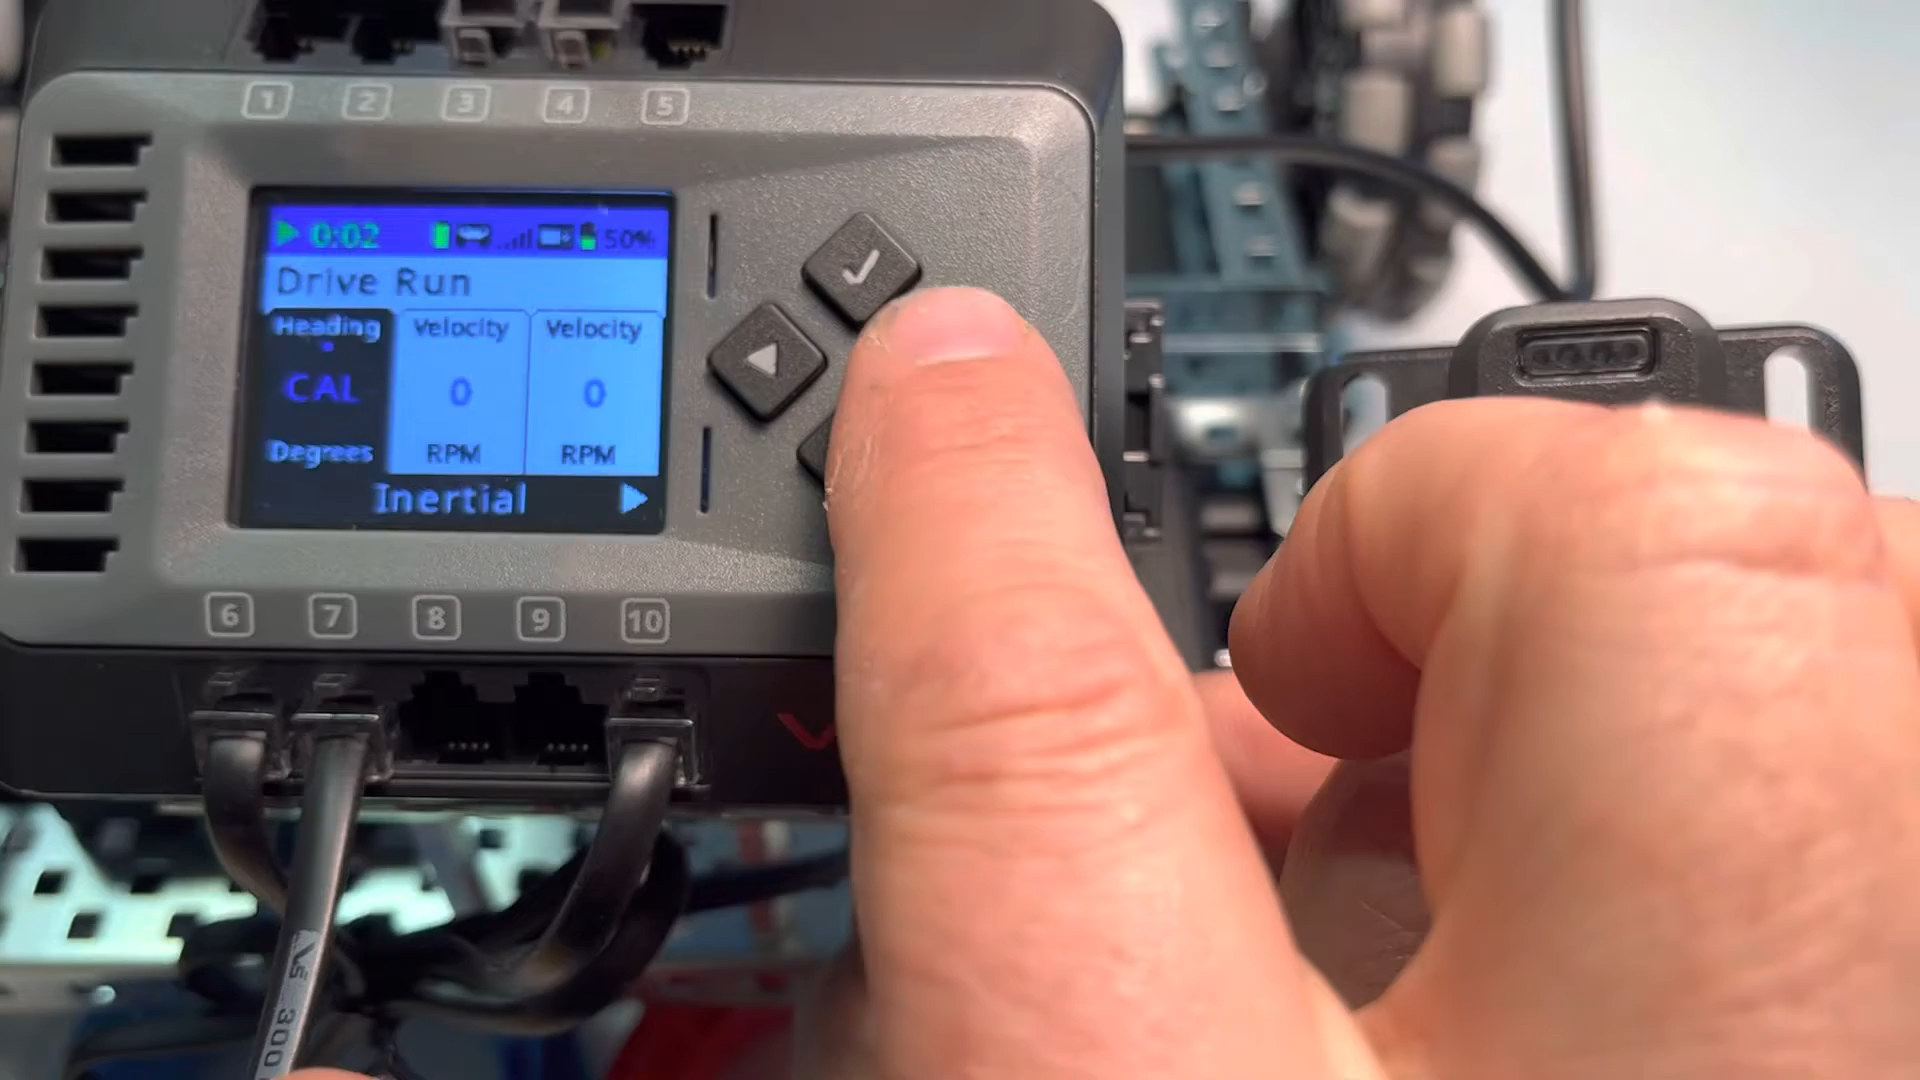 1 2 3 4 5
0:02 50%
Drive Run
Heading Velocity Velocity
CAL 0 0
Degrees RPM RPM
Inertial
6 7 8 9 10
300